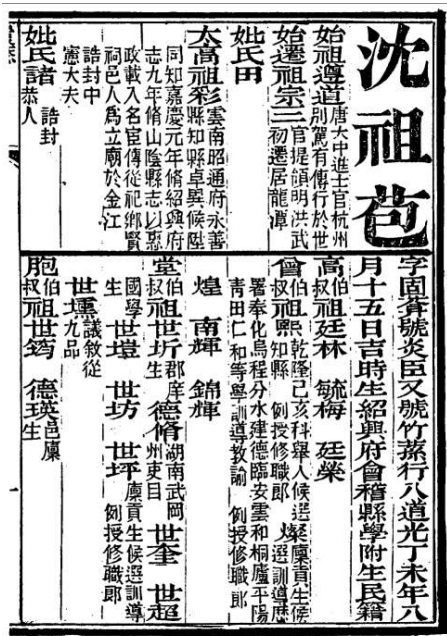 沈祖苞
字固莽號炎臣又號竹蓀行八道光丁未年八
月十五日吉時生紹興府會稽縣學附生民籍
始祖遵道唐大中進士官杭州
別駕有傳行於世
始遷祖宗三官提領明洪武
初遷居龍潭
妣氏田
太高祖彩雲南昭通府永善
縣知縣卓異候陞
同知嘉慶元年脩紹興府
志九年脩山陰縣志以惠
政載入名宦傳從祀鄉賢
祠邑人爲立廟於金江
誥封中
憲大夫
妣氏諸誥封
恭人
高伯叔祖廷林 毓梅 廷榮
曾伯叔祖熙乾隆己亥科舉人候選
知縣 例授修職郎 燦廩貢生候
選訓導歷
署奉化烏程分水建德臨安雲和桐廬平陽
青田仁和等學訓導教諭 例授修職郎
煌 南輝 錦輝
堂伯叔祖世圻郡庠
生 德脩湖南武岡
州吏目 世奎 世超
國學
生 世塏 世坊 世坪廩貢生候選訓導
例授修職郎
世壎議敘從
九品
胞伯叔祖世筠 德瑛邑廩
生